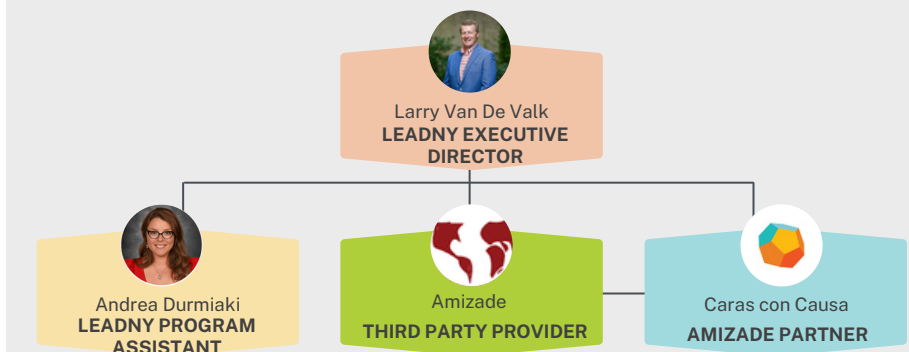 Larry Van De Valk
LEADNY EXECUTIVE
DIRECTOR
Andrea Durmiaki
LEADNY PROGRAM
ASSISTANT
Amizade
THIRD PARTY PROVIDER
Caras con Causa
AMIZADE PARTNER